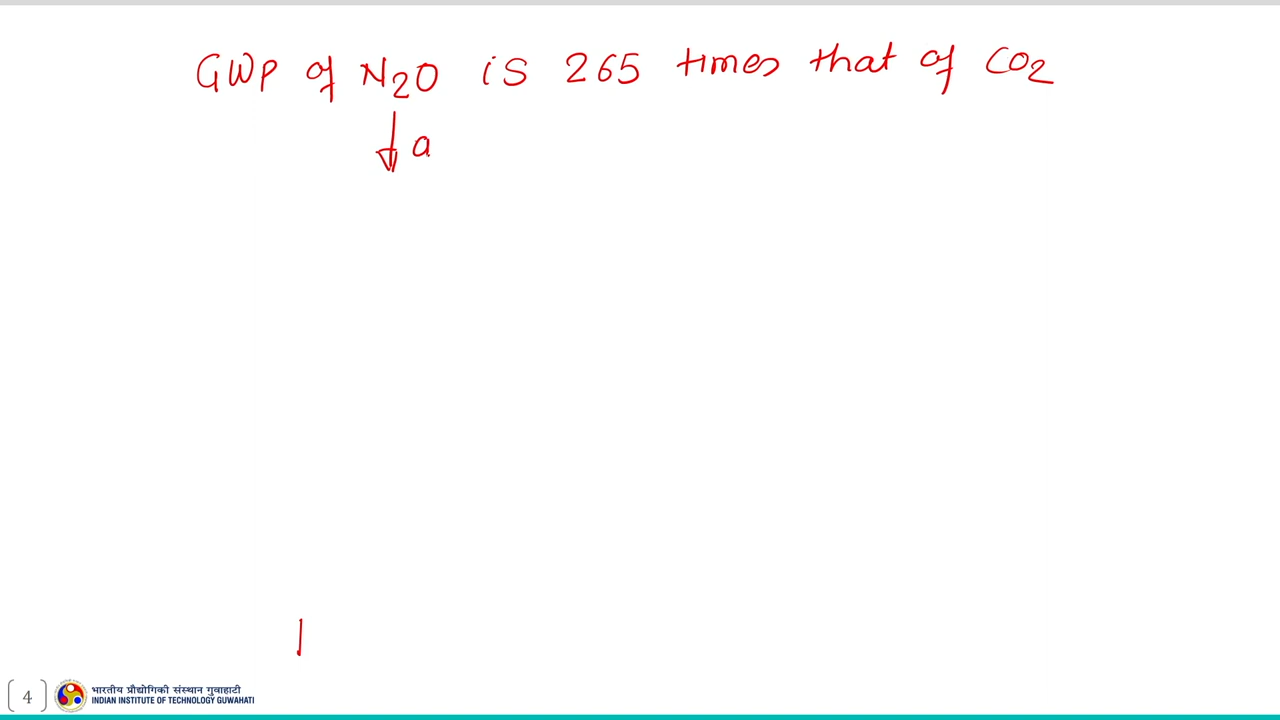 GWP of N2O is 265 times that of CO2
a
4
भारतीय प्रौद्योगिकी संस्थान गुवाहाटी
INDIAN INSTITUTE OF TECHNOLOGY GUWAHATI